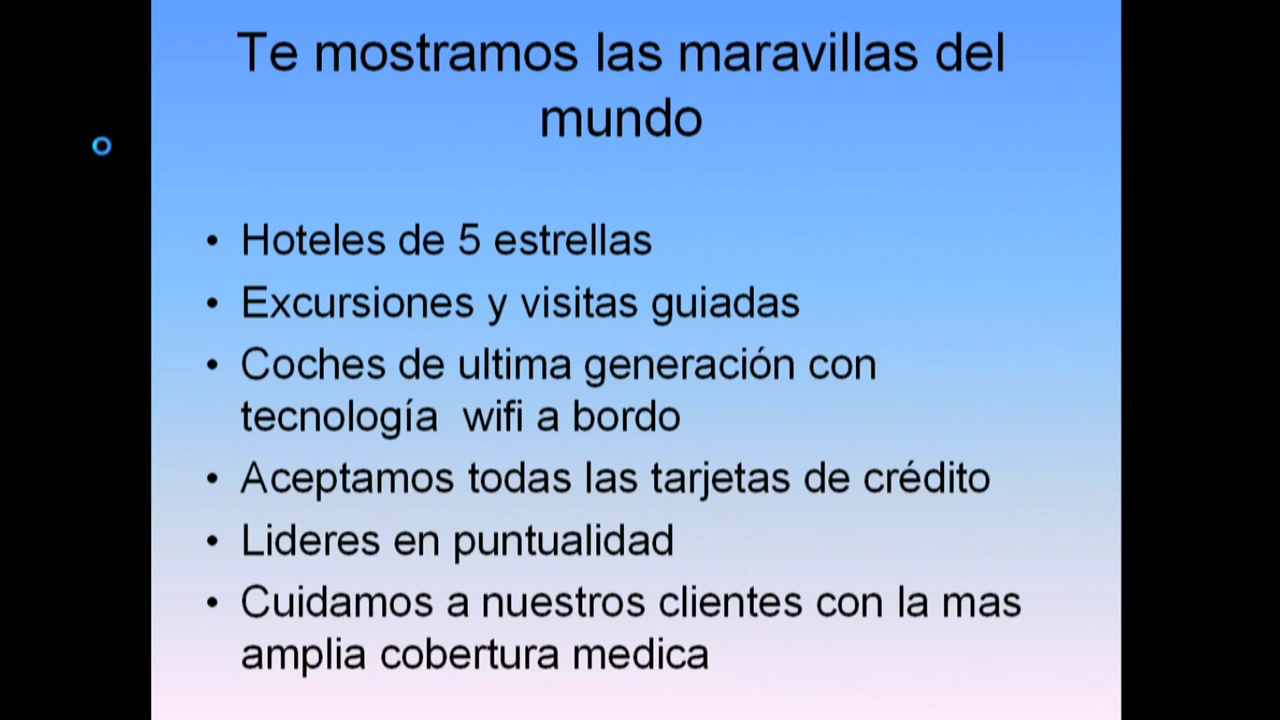 Te mostramos las maravillas del
mundo
• Hoteles de 5 estrellas
• Excursiones y visitas guiadas
• Coches de ultima generación con
tecnología wifi a bordo
• Aceptamos todas las tarjetas de crédito
• Lideres en puntualidad
• Cuidamos a nuestros clientes con la mas
amplia cobertura medica